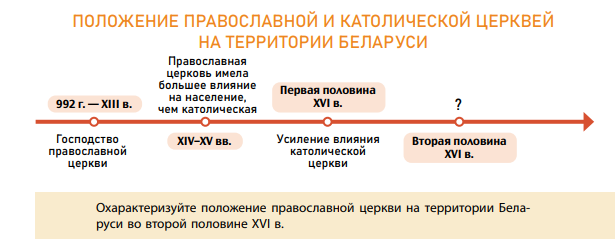 ПОЛОЖЕНИЕ ПРАВОСЛАВНОЙ И КАТОЛИЧЕСКОЙ ЦЕРКВЕЙ
НА ТЕРРИТОРИИ БЕЛАРУСИ
992 г. — XIII в.
Господство
православной
церкви
Православная
церковь имела
большее влияние
на население,
чем католическая
XIV–XV вв.
Первая половина
XVI в.
Усиление влияния
католической
церкви
?
Вторая половина
XVI в.
Охарактеризуйте положение православной церкви на территории Бела-
руси во второй половине XVI в.